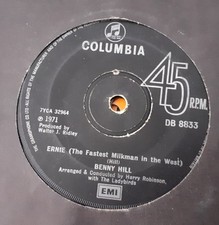 COLUMBIA
45
R.P.M.
7YCA 32964
DB 8833
℗ 1971
Produced by
Walter J. Ridley
ERNIE (The Fastest Milkman in the West)
(Hill)
BENNY HILL
Arranged & Conducted by Harry Robinson,
with The Ladybirds
EMI